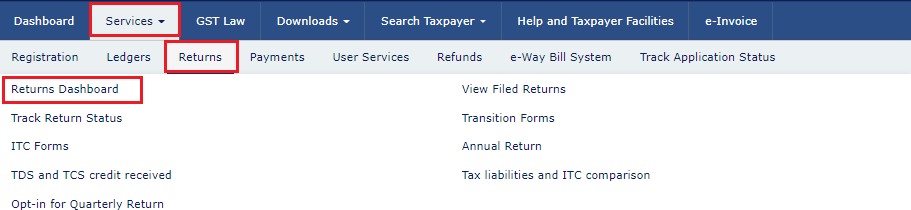 Dashboard Services GST Law Downloads Search Taxpayer Help and Taxpayer Facilities e-Invoice
Registration Ledgers Returns Payments User Services Refunds e-Way Bill System Track Application Status
Returns Dashboard View Filed Returns
Track Return Status Transition Forms
ITC Forms Annual Return
TDS and TCS credit received Tax liabilities and ITC comparison
Opt-in for Quarterly Return